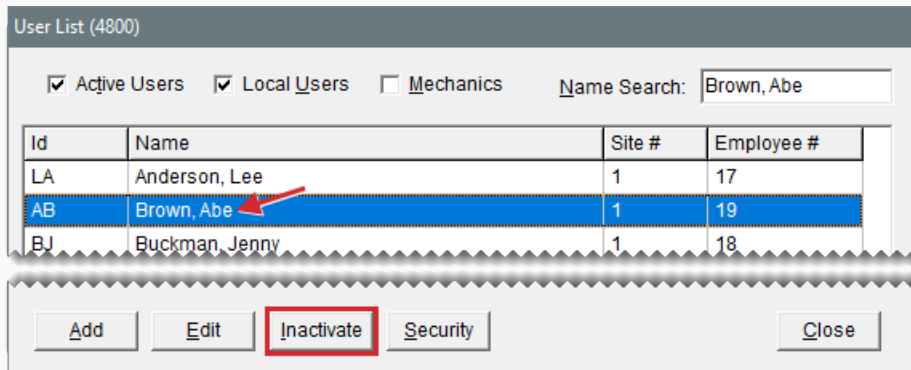 User List (4800)
Active Users Local Users Mechanics Name Search: Brown, Abe
Id Name Site # Employee #
LA Anderson, Lee 1 17
AB Brown, Abe 1 19
BJ Buckman, Jenny 1 18
Add Edit Inactivate Security Close